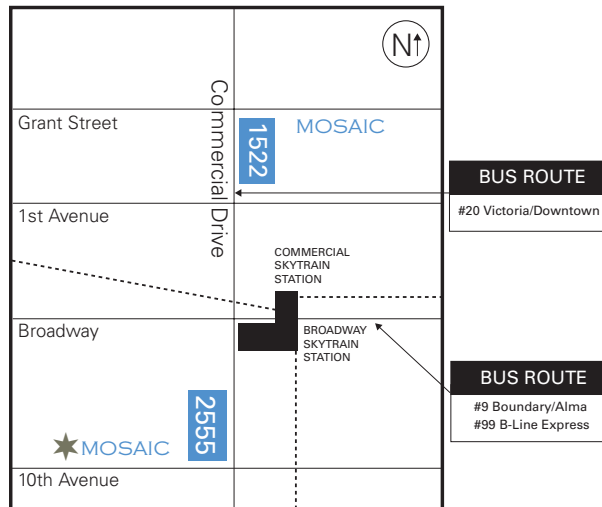 N
Grant Street
Commercial Drive
1522
MOSAIC
BUS ROUTE
#20 Victoria/Downtown
1st Avenue
COMMERCIAL
SKYTRAIN
STATION
Broadway
BROADWAY
SKYTRAIN
STATION
BUS ROUTE
#9 Boundary/Alma
#99 B-Line Express
2555
MOSAIC
10th Avenue